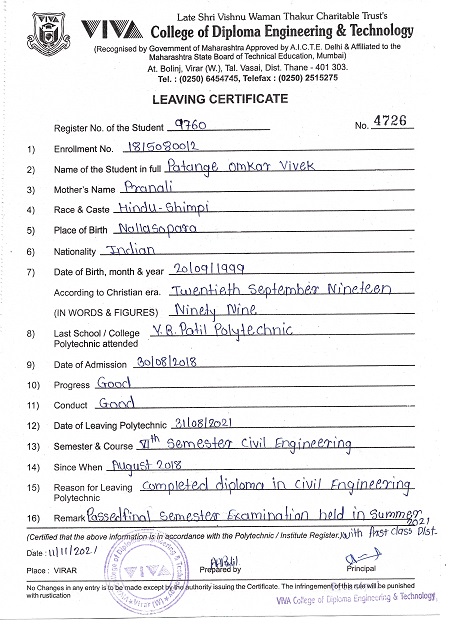 Late Shri Vishnu Waman Thakur Charitable Trust's
VIVA College of Diploma Engineering & Technology
(Recognised by Government of Maharashtra Approved by A.I.C.T.E. Delhi & Affiliated to the
Maharashtra State Board of Technical Education, Mumbai)
At. Bolinj, Virar (W.), Tal. Vasai, Dist. Thane - 401 303.
Tel. : (0250) 6454745, Telefax : (0250) 2515275
LEAVING CERTIFICATE
Register No. of the Student 9760 No. 4726
1) Enrollment No. 1815080012
2) Name of the Student in full Patange Omkar Vivek
3) Mother's Name Pranali
4) Race & Caste Hindu-Shimpi
5) Place of Birth Nallasopara
6) Nationality Indian
7) Date of Birth, month & year 20/09/1999
According to Christian era. Twentieth September Nineteen
(IN WORDS & FIGURES) Ninety Nine
8) Last School / College V.R. Patil Polytechnic
Polytechnic attended
9) Date of Admission 30/08/2018
10) Progress Good
11) Conduct Good
12) Date of Leaving Polytechnic 31/08/2021
13) Semester & Course VIth Semester Civil Engineering
14) Since When August 2018
15) Reason for Leaving Completed diploma in Civil Engineering
Polytechnic
16) Remark Passed final Semester Examination held in Summer 2021
(Certified that the above information is in accordance with the Polytechnic / Institute Register.) with First Class Dist.
Date : 11/11/2021
Place : VIRAR Prepared by Principal
No Changes in any entry is to be made except by the authority issuing the Certificate. The infringement of this rule will be punished
with rustication
VIVA College of Diploma Engineering & Technology
VIVA